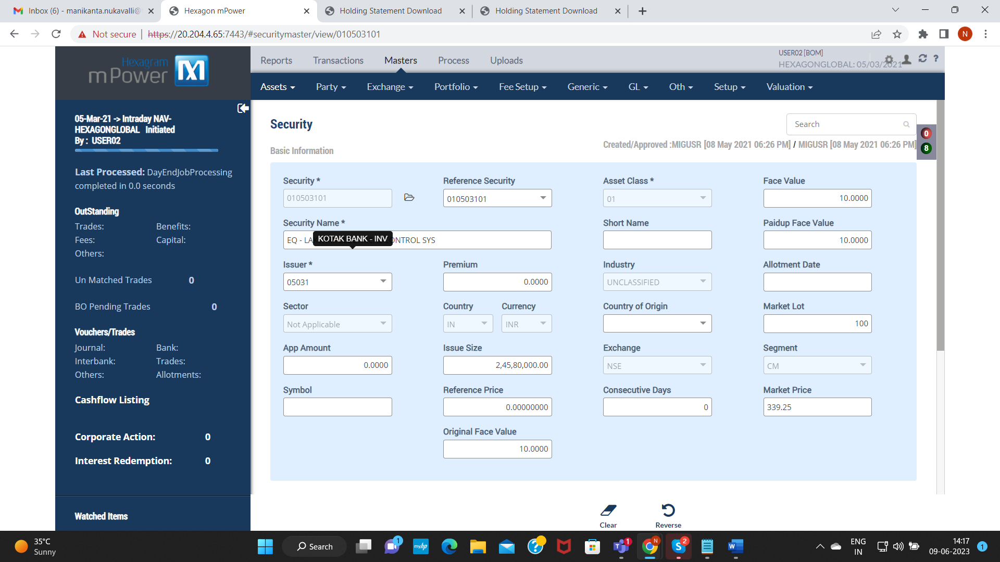 Inbox (6) - manikanta.nukavalli@
Hexagon mPower
Holding Statement Download
Holding Statement Download
Not secure
https://20.204.4.65:7443/#securitymaster/view/010503101
N
Hexagram
mPower
Reports
Transactions
Masters
Process
Uploads
USER02 [BOM]
HEXAGONGLOBAL: 05/03/2021
?
Assets
Party
Exchange
Portfolio
Fee Setup
Generic
GL
Oth
Setup
Valuation
05-Mar-21 -> Intraday NAV-
HEXAGONGLOBAL Initiated
By : USER02
Last Processed: DayEndJobProcessing
completed in 0.0 seconds
OutStanding
Trades:
Benefits:
Fees:
Capital:
Others:
Un Matched Trades 0
BO Pending Trades 0
Vouchers/Trades
Journal:
Bank:
Interbank:
Trades:
Others:
Allotments:
Cashflow Listing
Corporate Action: 0
Interest Redemption: 0
Watched Items
Security
Search
0
8
Basic Information
Created/Approved :MIGUSR [08 May 2021 06:26 PM] / MIGUSR [08 May 2021 06:26 PM]
Security *
Reference Security
Asset Class *
Face Value
010503101
010503101
01
10.0000
Security Name *
Short Name
Paidup Face Value
EQ - LA
KOTAK BANK - INV
ONTROL SYS
10.0000
Issuer *
Premium
Industry
Allotment Date
05031
0.0000
UNCLASSIFIED
Sector
Country
Currency
Country of Origin
Market Lot
Not Applicable
IN
INR
100
App Amount
Issue Size
Exchange
Segment
0.0000
2,45,80,000.00
NSE
CM
Symbol
Reference Price
Consecutive Days
Market Price
0.00000000
0
339.25
Original Face Value
10.0000
Clear
Reverse
35°C
Sunny
Search
1
myhp
?
T
1
N
S
2
W
ENG
IN
14:17
09-06-2023
1